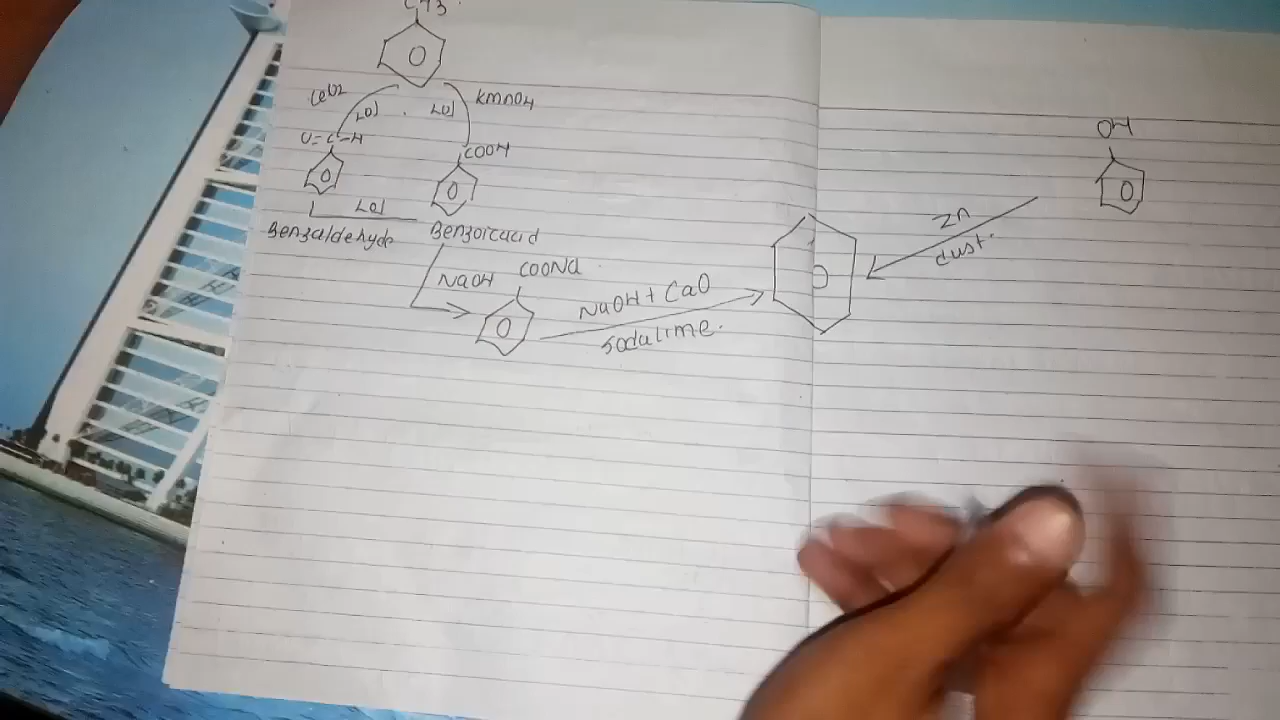 CH3
CrO2
[O]
[O]
KmnO4
O=C-H
COOH
[O]
Benzaldehyde
Benzoicacid
NaOH
COONa
NaOH + CaO
sodalime.
OH
Zn
dust.